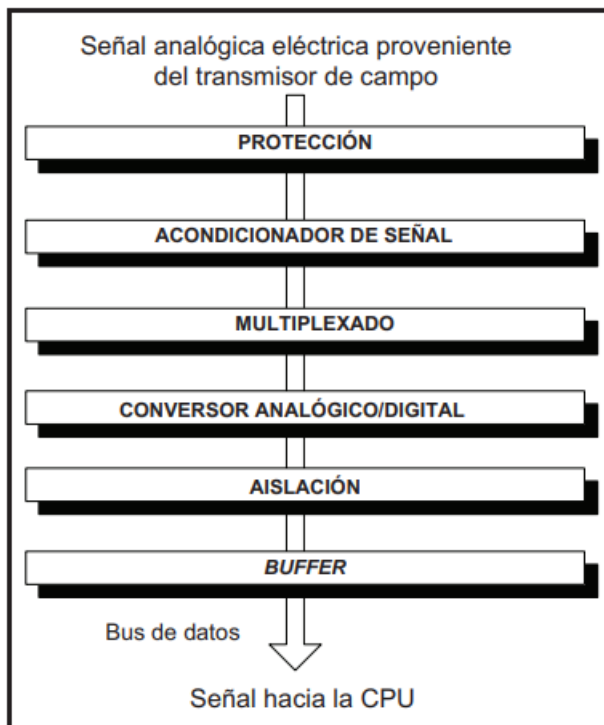 Señal analógica eléctrica proveniente
del transmisor de campo
PROTECCIÓN
ACONDICIONADOR DE SEÑAL
MULTIPLEXADO
CONVERSOR ANALÓGICO/DIGITAL
AISLACIÓN
BUFFER
Bus de datos
Señal hacia la CPU